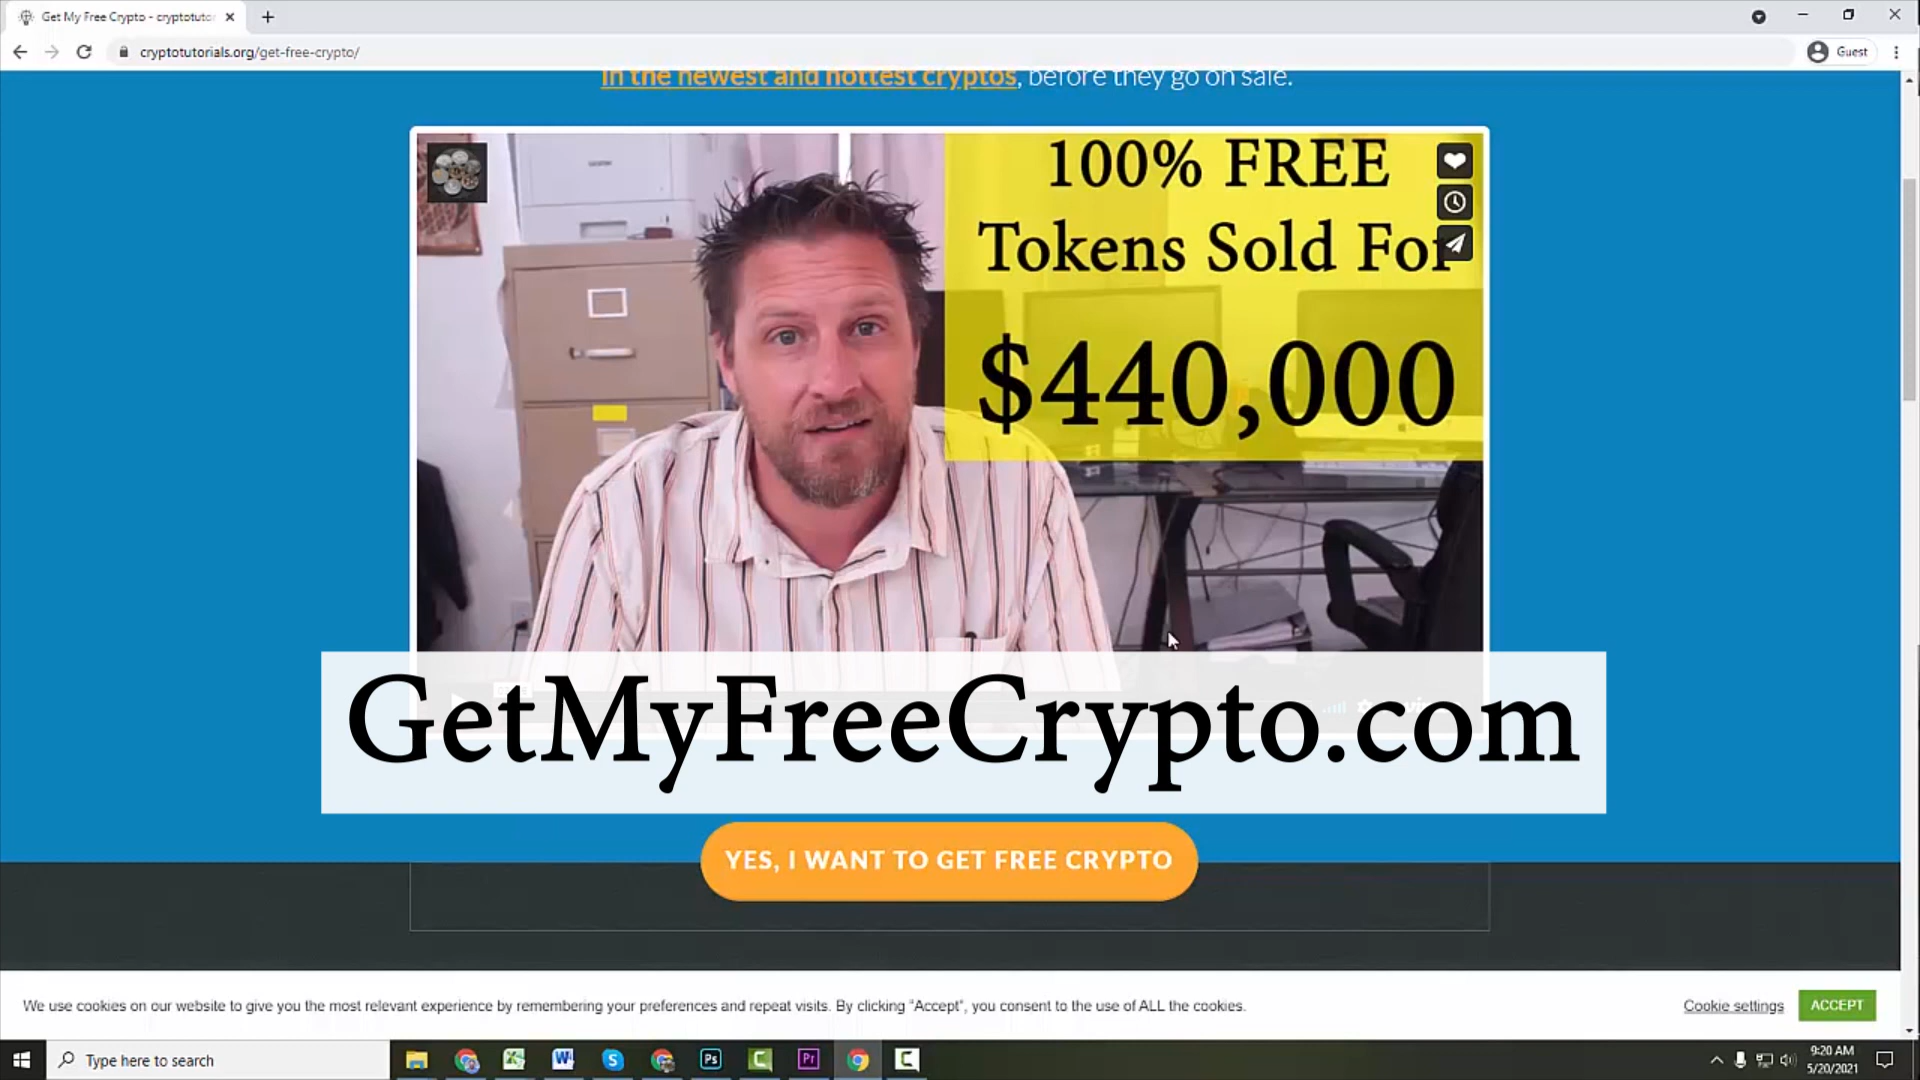 Get My Free Crypto - cryptotutor
cryptotutorials.org/get-free-crypto/
Guest
in the newest and hottest cryptos, before they go on sale.
100% FREE
Tokens Sold For
$440,000
GetMyFreeCrypto.com
YES, I WANT TO GET FREE CRYPTO
We use cookies on our website to give you the most relevant experience by remembering your preferences and repeat visits. By clicking “Accept”, you consent to the use of ALL the cookies.
Cookie settings
ACCEPT
Type here to search
9:20 AM
5/20/2021